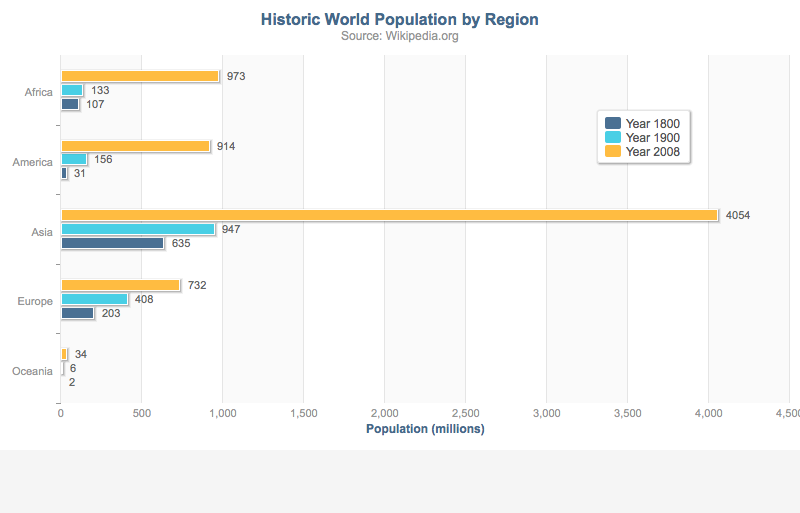 Historic World Population by Region
Source: Wikipedia.org
Africa
973
133
107
Year 1800
Year 1900
Year 2008
America
914
156
31
Asia
4054
947
635
Europe
732
408
203
Oceania
34
6
2
0 500 1,000 1,500 2,000 2,500 3,000 3,500 4,000 4,50
Population (millions)